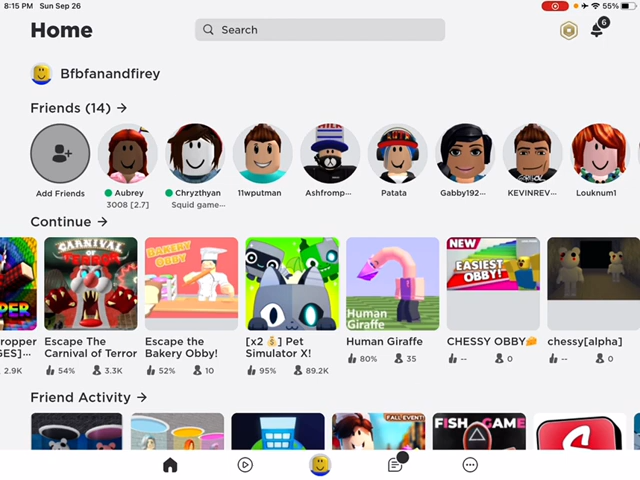 8:15 PM Sun Sep 26
55%
Home
Search
6
Bfbfanandfirey
Friends (14) →
Add Friends
Aubrey
3008 [2.7]
Chryzthyan
Squid game...
11wputman
Ashfromp...
Patata
Gabby192...
KEVINREV...
Louknum1
Continue →
CARNIVAL OF TERROR
BAKERY OBBY
Human Giraffe
NEW
EASIEST OBBY!
ropper
GES]...
2.9K
Escape The Carnival of Terror
54% 3.3K
Escape the Bakery Obby!
52% 10
[x2 💰] Pet Simulator X!
95% 89.2K
Human Giraffe
80% 35
CHESSY OBBY🧀
-- 0
chessy[alpha]
-- 0
Friend Activity →
FALL EVENT!
FISH GAME